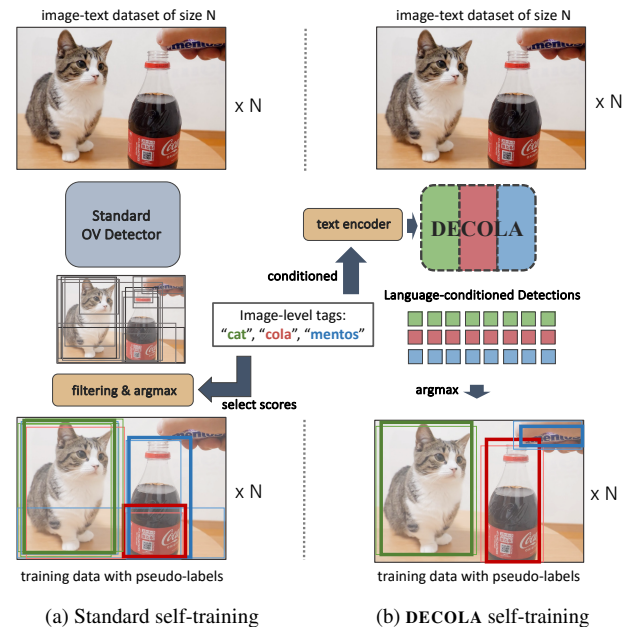 image-text dataset of size N
x N
Standard
OV Detector
filtering & argmax
select scores
x N
training data with pseudo-labels
(a) Standard self-training
conditioned
Image-level tags:
“cat”, “cola”, “mentos”
image-text dataset of size N
x N
text encoder
DECOLA
Language-conditioned Detections
argmax
x N
training data with pseudo-labels
(b) DECOLA self-training